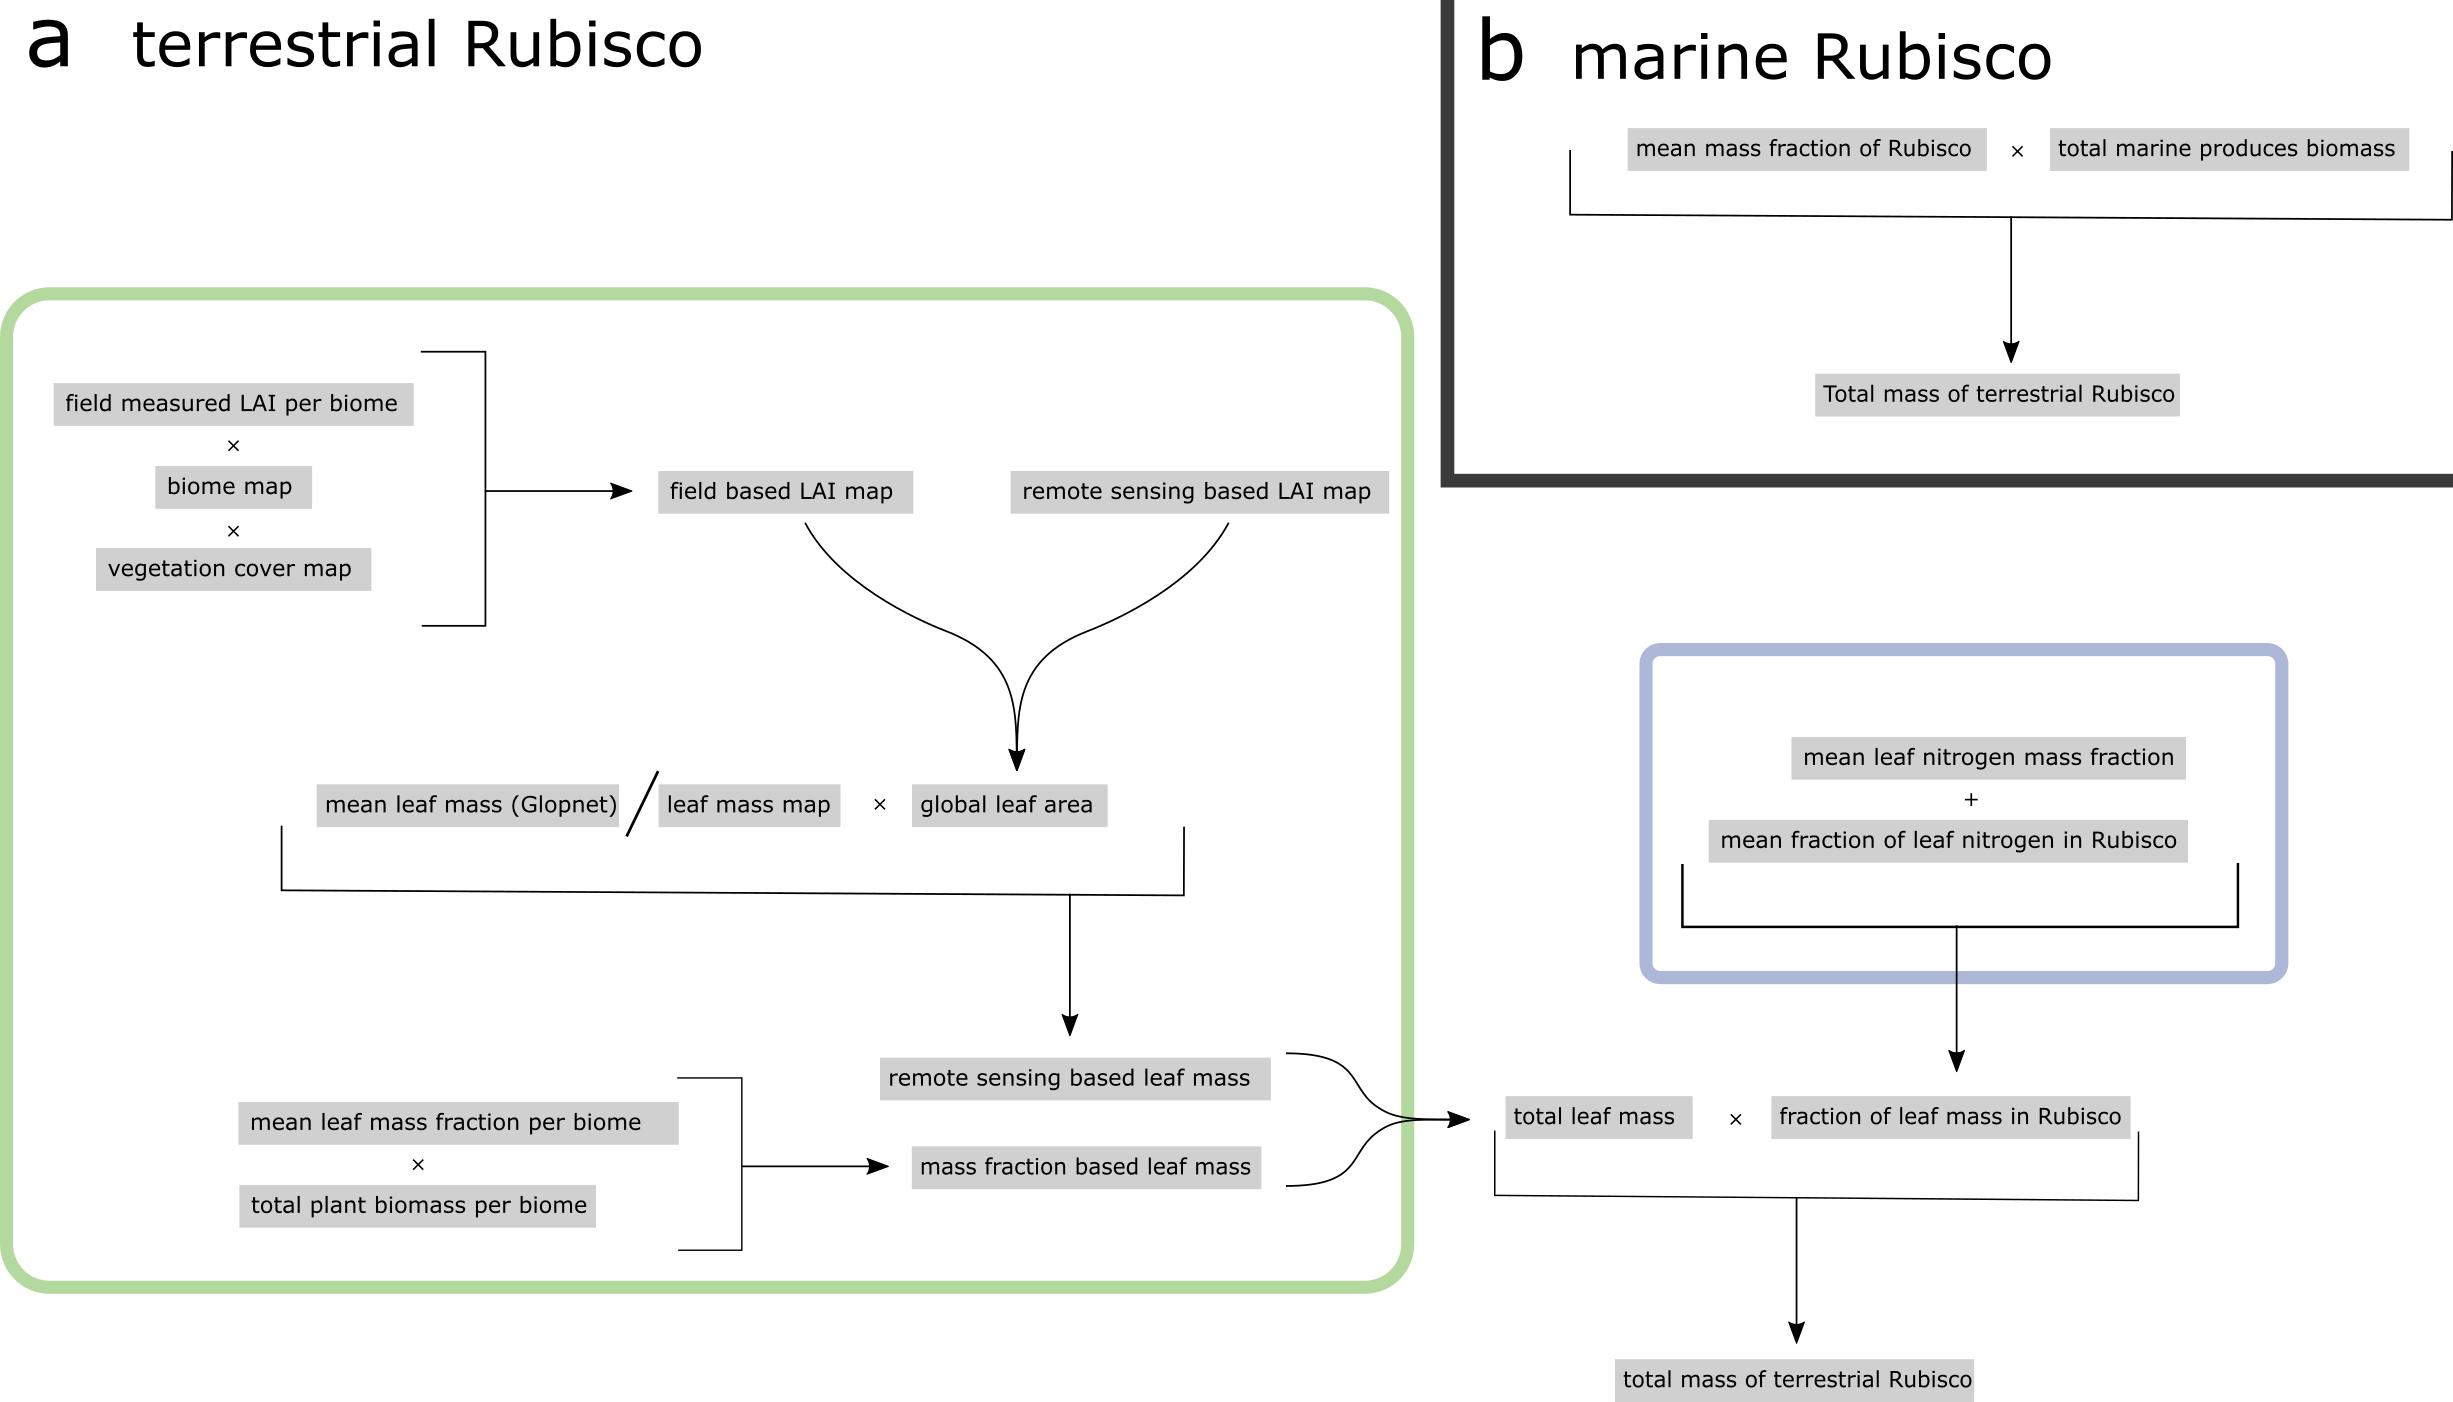 a terrestrial Rubisco
field measured LAI per biome
×
biome map
×
vegetation cover map
field based LAI map
remote sensing based LAI map
mean leaf mass (Glopnet) / leaf mass map × global leaf area
remote sensing based leaf mass
mean leaf mass fraction per biome
×
total plant biomass per biome
mass fraction based leaf mass
b marine Rubisco
mean mass fraction of Rubisco × total marine produces biomass
Total mass of terrestrial Rubisco
mean leaf nitrogen mass fraction
+
mean fraction of leaf nitrogen in Rubisco
total leaf mass × fraction of leaf mass in Rubisco
total mass of terrestrial Rubisco